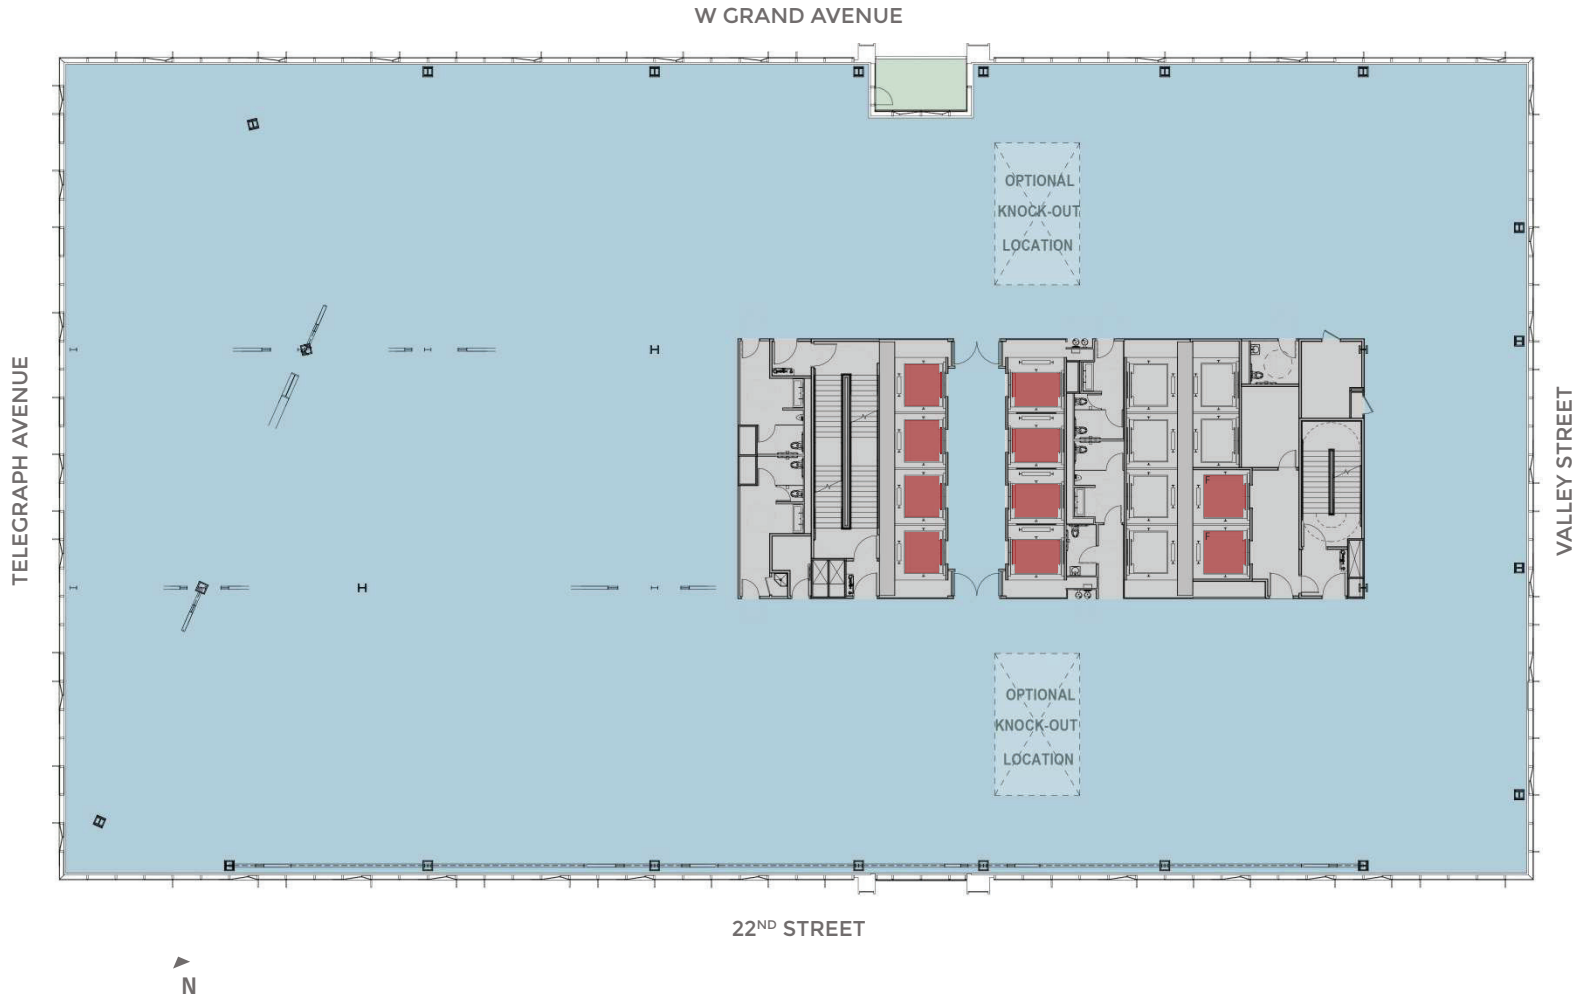 W GRAND AVENUE
OPTIONAL
KNOCK-OUT
LOCATION
TELEGRAPH AVENUE
VALLEY STREET
F
F
OPTIONAL
KNOCK-OUT
LOCATION
22ND STREET
N